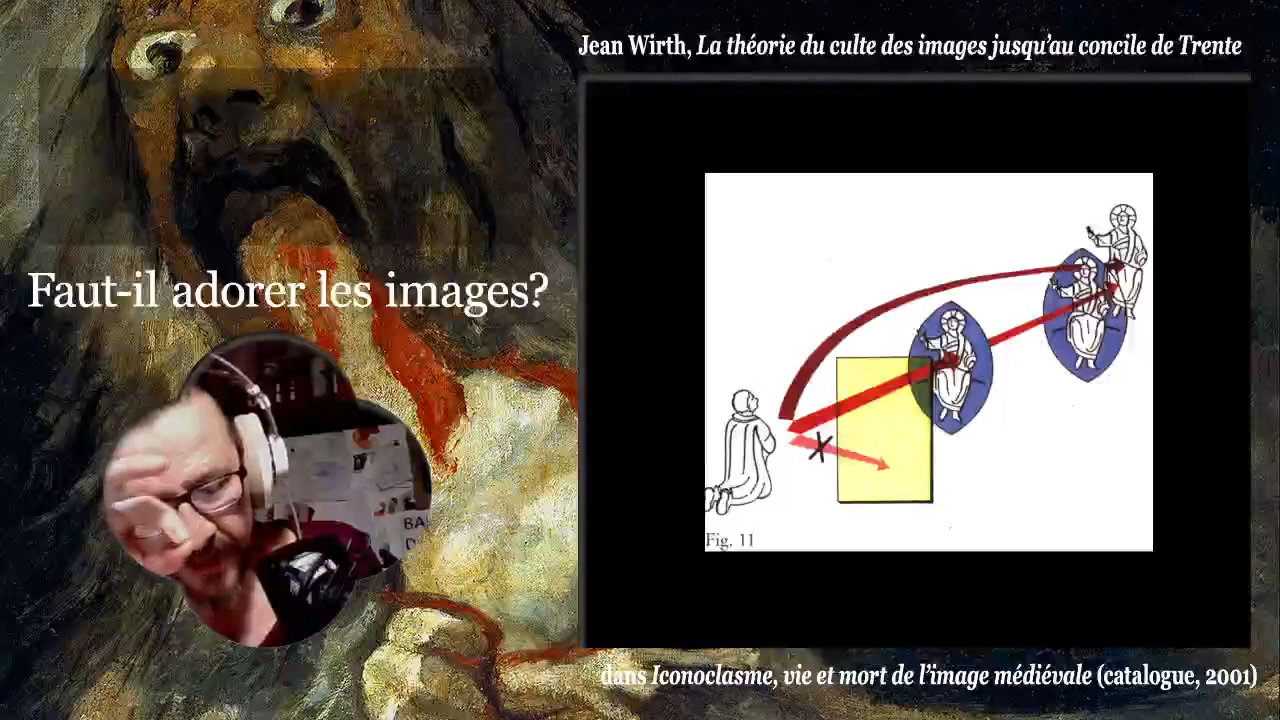 Jean Wirth, La théorie du culte des images jusqu'au concile de Trente
Faut-il adorer les images?
BA
D
Fig. 11
dans Iconoclasme, vie et mort de l'image médiévale (catalogue, 2001)